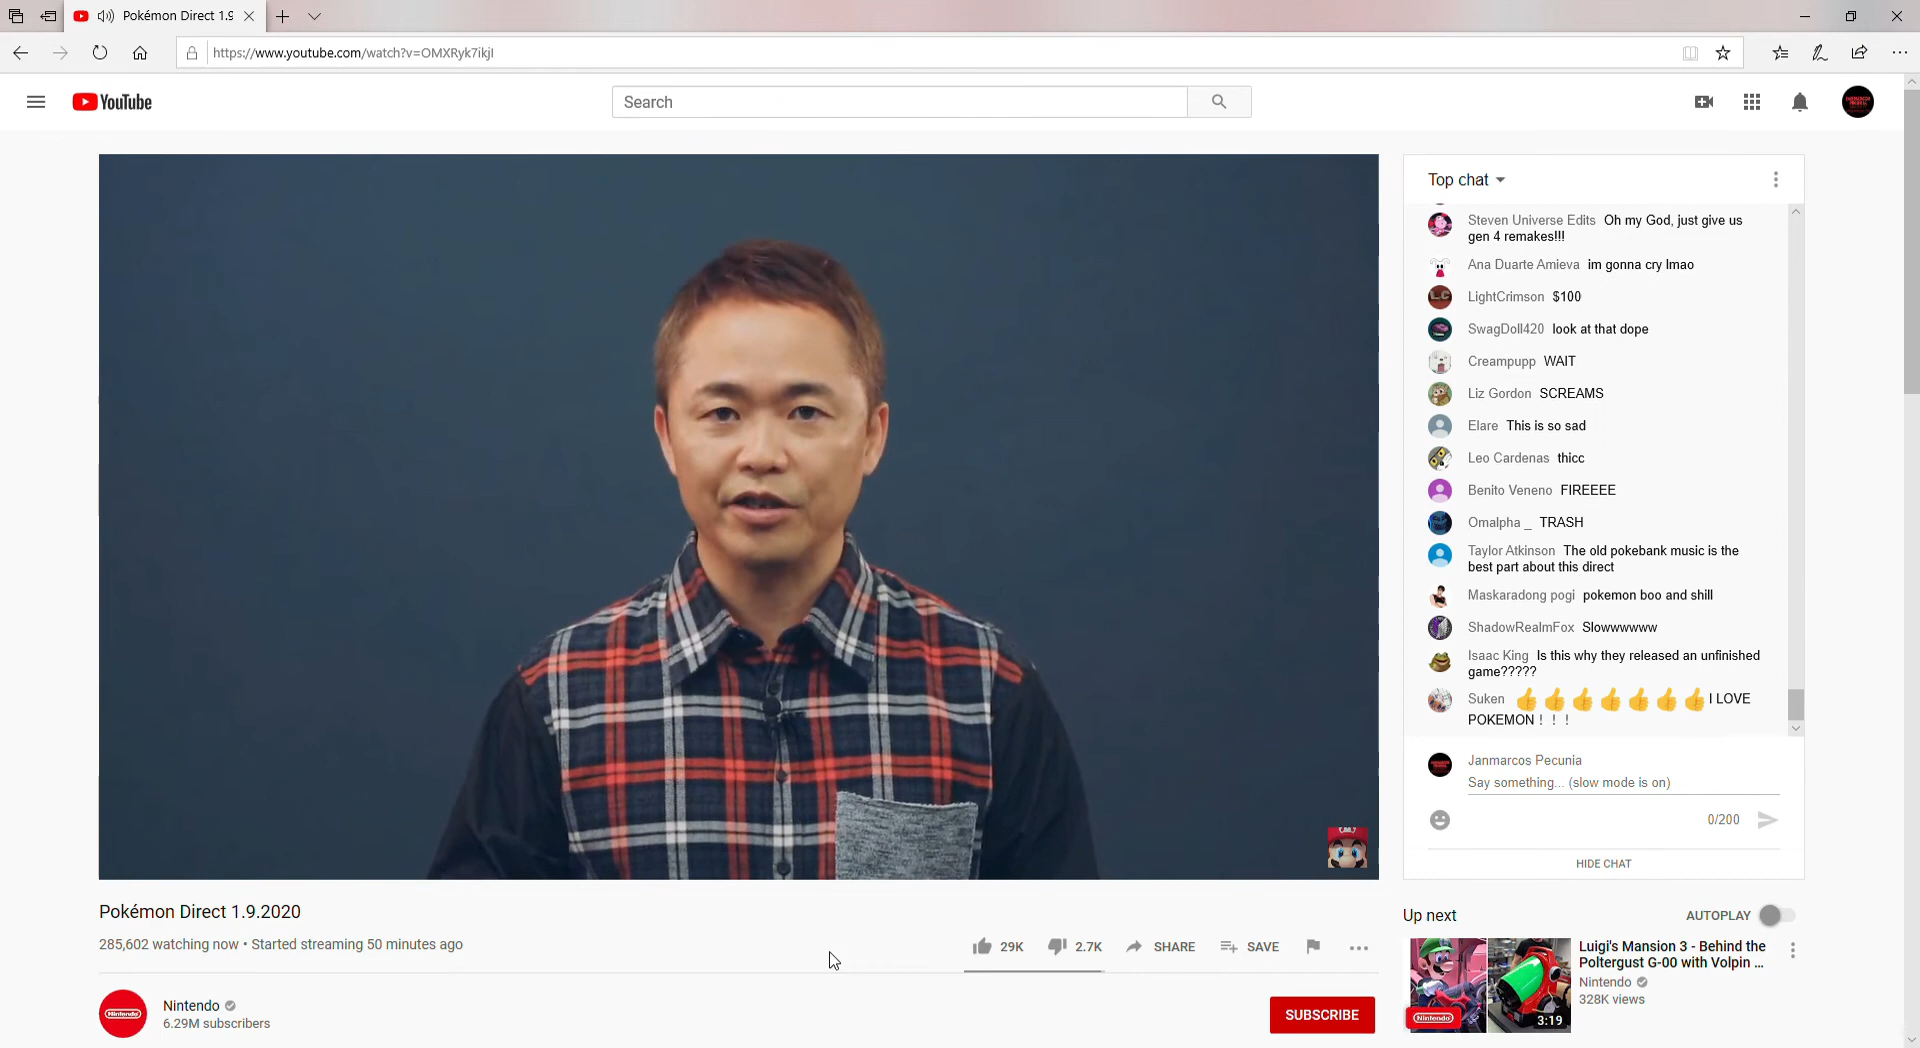 Pokémon Direct 1.9
https://www.youtube.com/watch?v=OMXRyk7ikjI
YouTube
Search
Top chat
Steven Universe Edits Oh my God, just give us
gen 4 remakes!!!
Ana Duarte Amieva im gonna cry lmao
LightCrimson $100
SwagDoll420 look at that dope
Creampupp WAIT
Liz Gordon SCREAMS
Elare This is so sad
Leo Cardenas thicc
Benito Veneno FIREEEE
Omalpha _ TRASH
Taylor Atkinson The old pokebank music is the
best part about this direct
Maskaradong pogi pokemon boo and shill
ShadowRealmFox Slowwwwww
Isaac King Is this why they released an unfinished
game?????
Suken 👍👍👍👍👍👍👍I LOVE
POKEMON！！！
Janmarcos Pecunia
Say something... (slow mode is on)
0/200
HIDE CHAT
Pokémon Direct 1.9.2020
285,602 watching now • Started streaming 50 minutes ago
29K 2.7K SHARE SAVE
Nintendo
Nintendo
6.29M subscribers
SUBSCRIBE
Up next
AUTOPLAY
Luigi's Mansion 3 - Behind the
Poltergust G-00 with Volpin ...
Nintendo
328K views
Nintendo
3:19